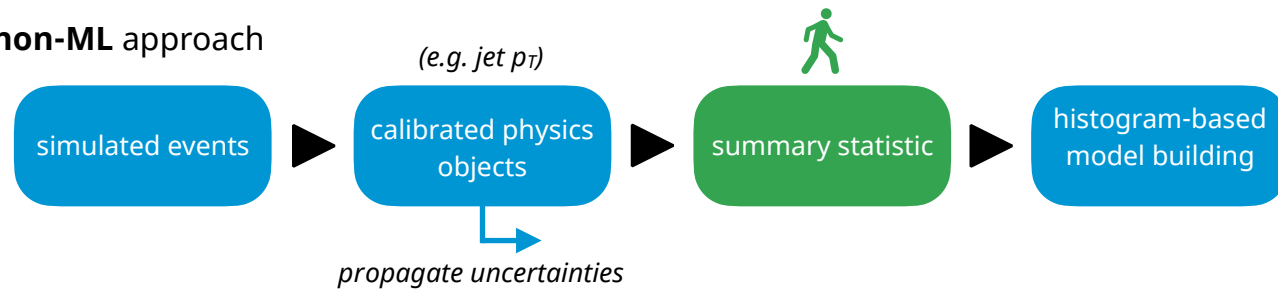 non-ML approach
(e.g. jet pT)
simulated events
calibrated physics
objects
summary statistic
histogram-based
model building
propagate uncertainties